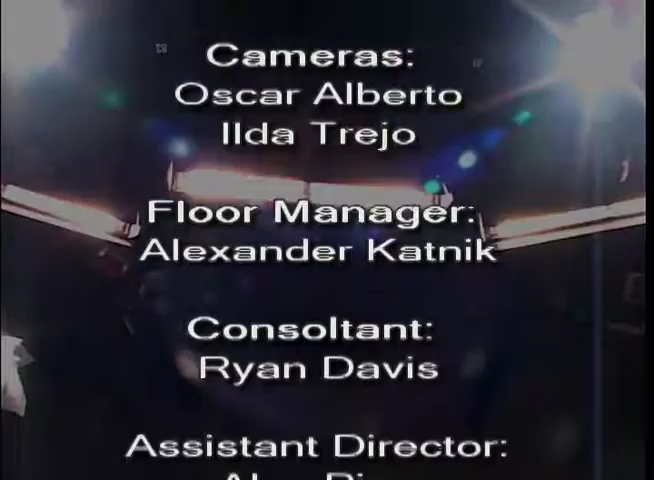 Cameras:
Oscar Alberto
Ilda Trejo
Floor Manager:
Alexander Katnik
Consoltant:
Ryan Davis
Assistant Director: